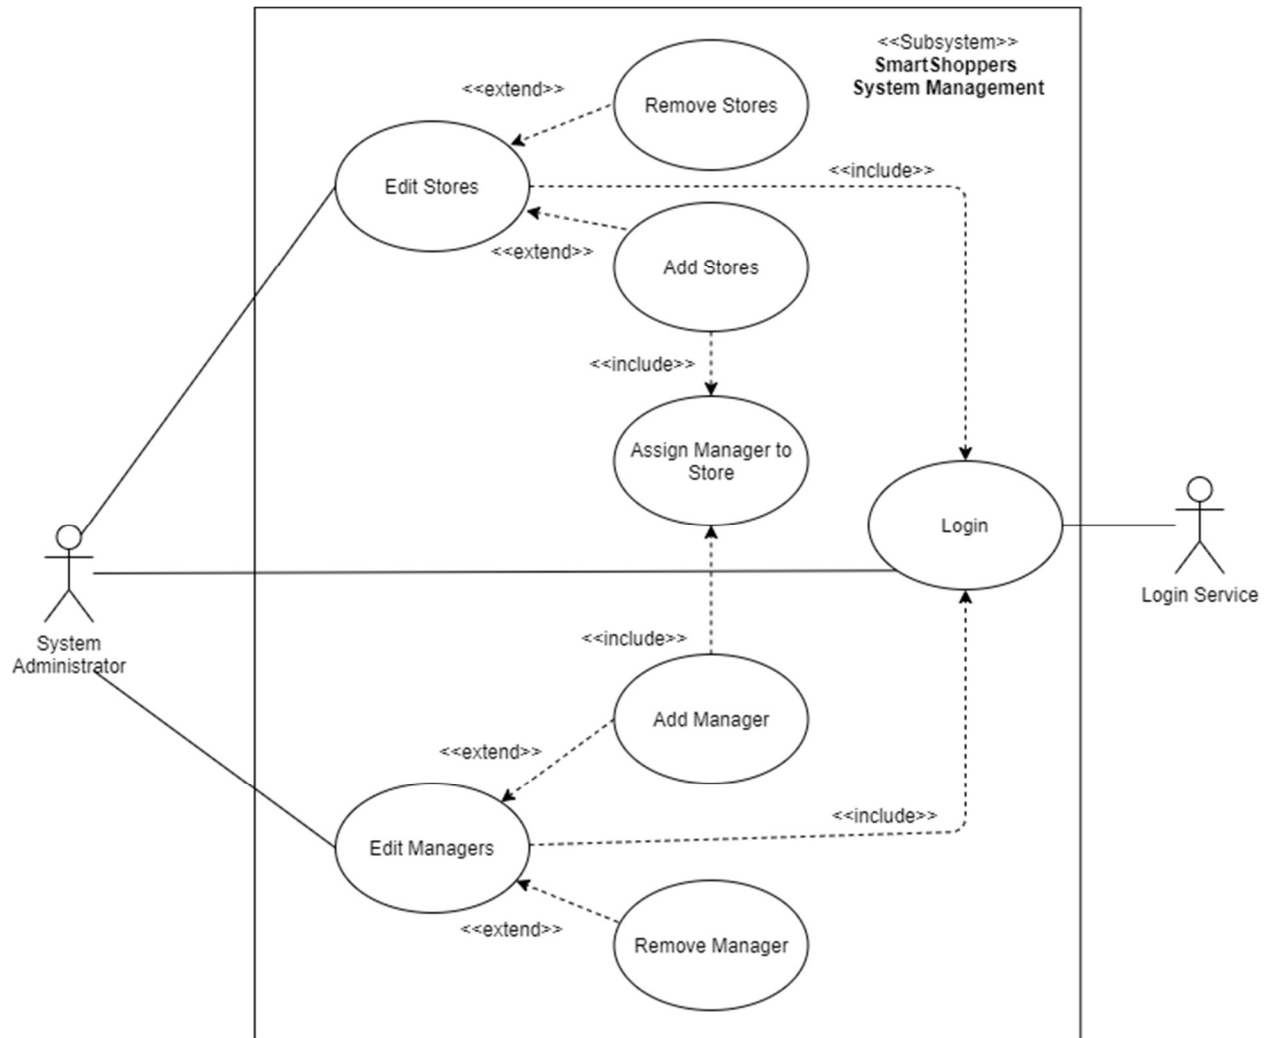 <<Subsystem>>
SmartShoppers
System Management
<<extend>>
Remove Stores
<<include>>
Edit Stores
<<extend>>
Add Stores
<<include>>
Assign Manager to
Store
Login
Login Service
System
Administrator
<<include>>
Add Manager
<<extend>>
<<include>>
Edit Managers
<<extend>>
Remove Manager